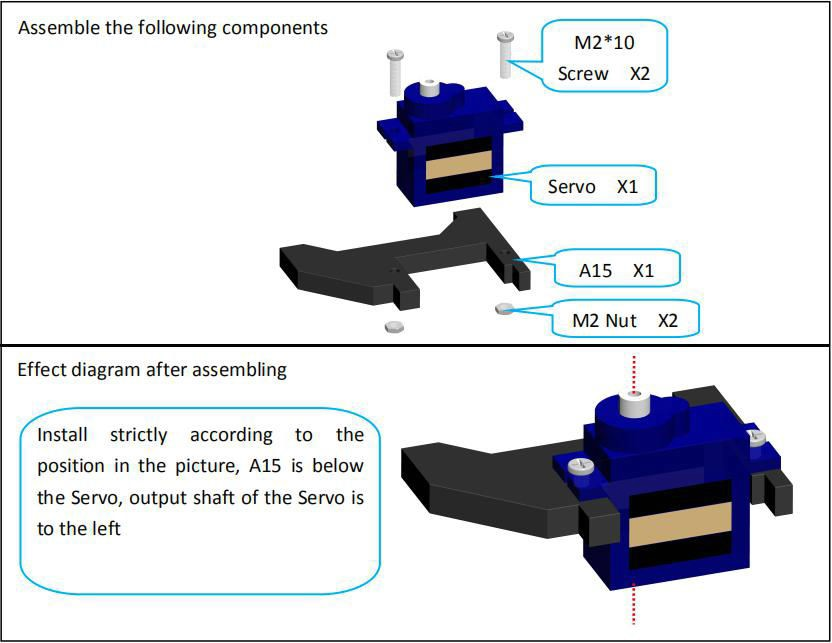 Assemble the following components
M2*10
Screw X2
Servo X1
A15 X1
M2 Nut X2
Effect diagram after assembling
Install strictly according to the
position in the picture, A15 is below
the Servo, output shaft of the Servo is
to the left